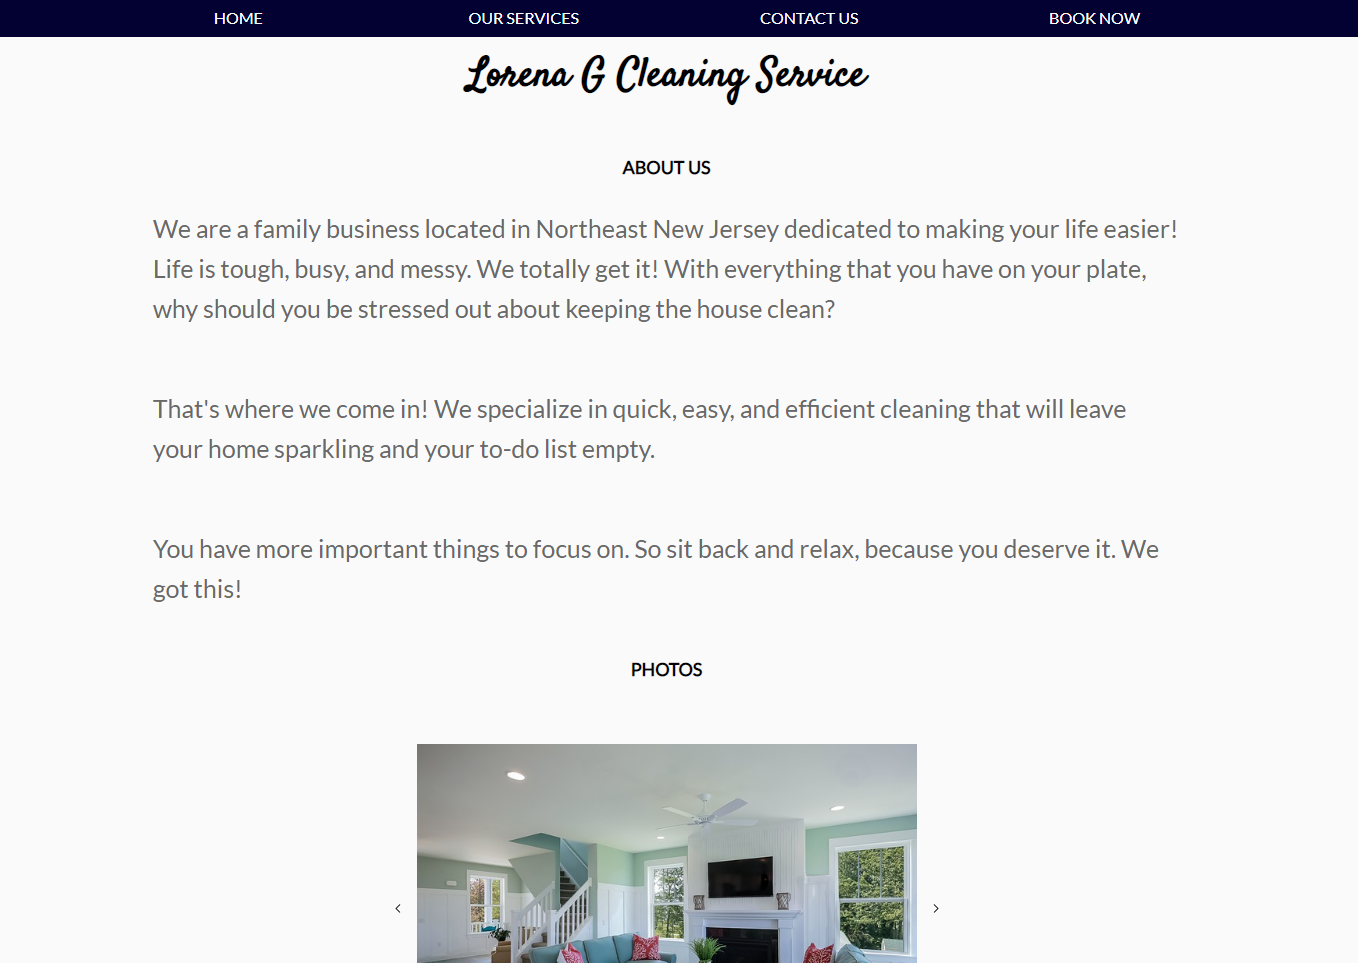 HOME OUR SERVICES CONTACT US BOOK NOW
Lorena G Cleaning Service
ABOUT US
We are a family business located in Northeast New Jersey dedicated to making your life easier!
Life is tough, busy, and messy. We totally get it! With everything that you have on your plate,
why should you be stressed out about keeping the house clean?
That's where we come in! We specialize in quick, easy, and efficient cleaning that will leave
your home sparkling and your to-do list empty.
You have more important things to focus on. So sit back and relax, because you deserve it. We
got this!
PHOTOS